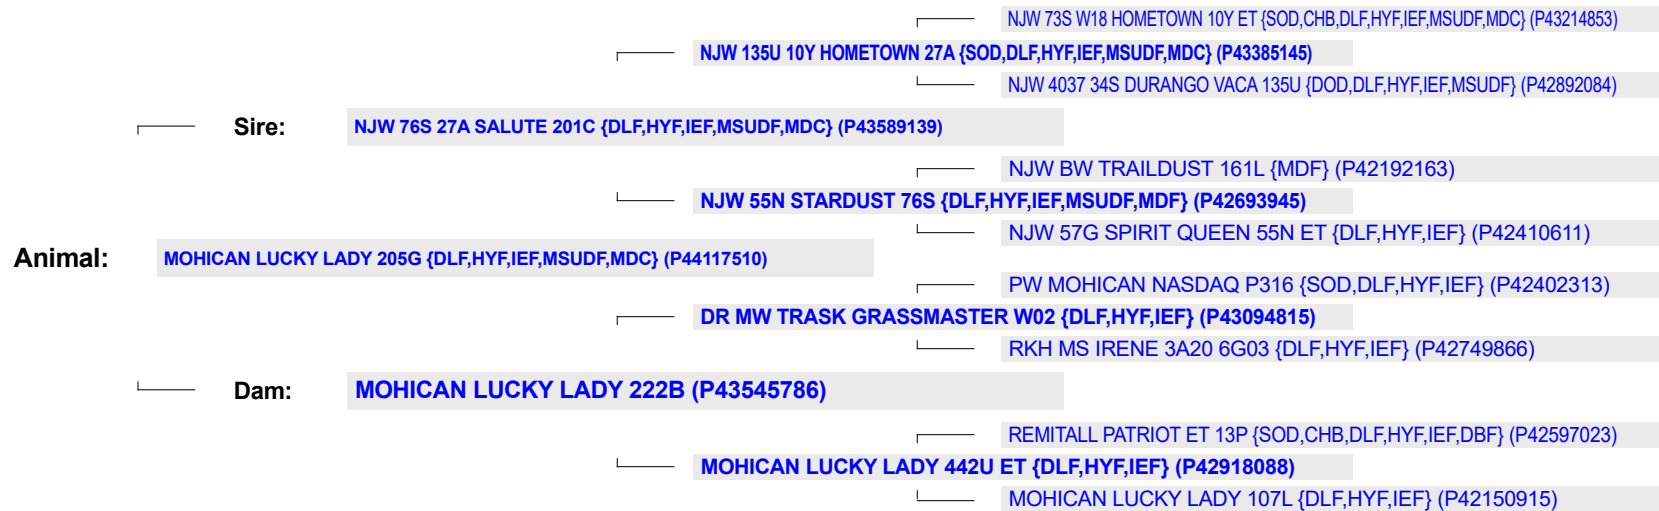 NJW 73S W18 HOMETOWN 10Y ET {SOD,CHB,DLF,HYF,IEF,MSUDF,MDC} (P43214853)
NJW 135U 10Y HOMETOWN 27A {SOD,DLF,HYF,IEF,MSUDF,MDC} (P43385145)
NJW 4037 34S DURANGO VACA 135U {DOD,DLF,HYF,IEF,MSUDF} (P42892084)
Sire: NJW 76S 27A SALUTE 201C {DLF,HYF,IEF,MSUDF,MDC} (P43589139)
NJW BW TRAILDUST 161L {MDF} (P42192163)
NJW 55N STARDUST 76S {DLF,HYF,IEF,MSUDF,MDF} (P42693945)
NJW 57G SPIRIT QUEEN 55N ET {DLF,HYF,IEF} (P42410611)
Animal: MOHICAN LUCKY LADY 205G {DLF,HYF,IEF,MSUDF,MDC} (P44117510)
PW MOHICAN NASDAQ P316 {SOD,DLF,HYF,IEF} (P42402313)
DR MW TRASK GRASSMASTER W02 {DLF,HYF,IEF} (P43094815)
RKH MS IRENE 3A20 6G03 {DLF,HYF,IEF} (P42749866)
Dam: MOHICAN LUCKY LADY 222B (P43545786)
REMITALL PATRIOT ET 13P {SOD,CHB,DLF,HYF,IEF,DBF} (P42597023)
MOHICAN LUCKY LADY 442U ET {DLF,HYF,IEF} (P42918088)
MOHICAN LUCKY LADY 107L {DLF,HYF,IEF} (P42150915)